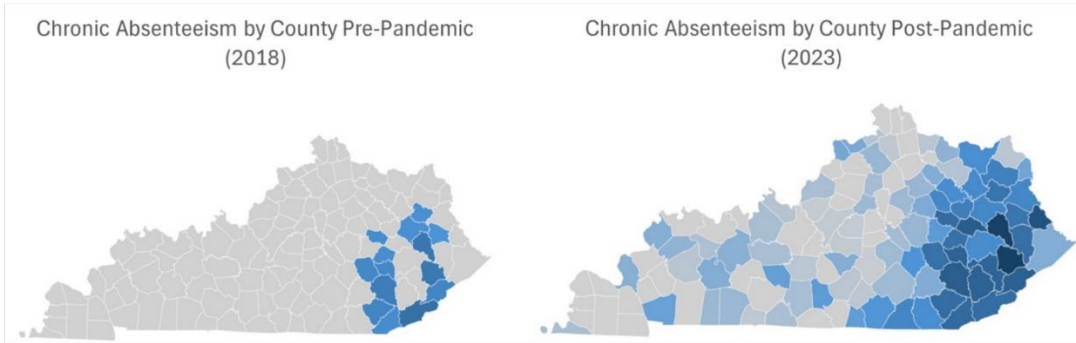 Chronic Absenteeism by County Pre-Pandemic
(2018)
Chronic Absenteeism by County Post-Pandemic
(2023)